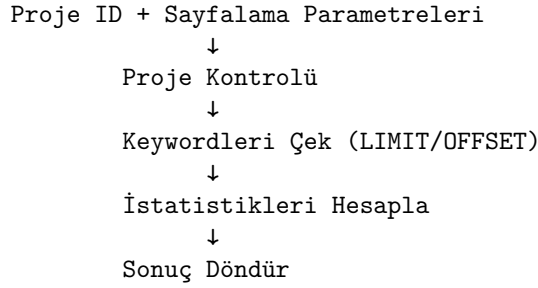 Proje ID + Sayfalama Parametreleri
↓
Proje Kontrolü
↓
Keywordleri Çek (LIMIT/OFFSET)
↓
İstatistikleri Hesapla
↓
Sonuç Döndür